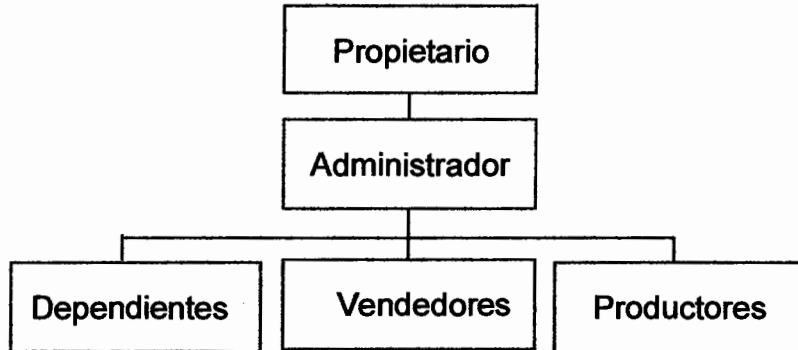 Propietario
Administrador
Dependientes
Vendedores
Productores